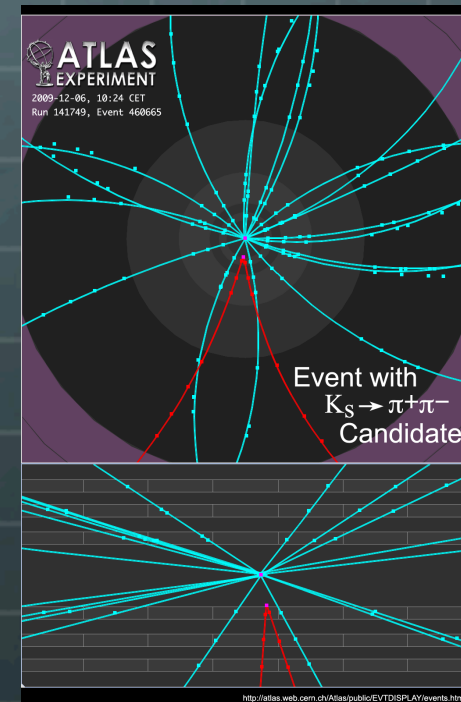 ATLAS
EXPERIMENT
2009-12-06, 10:24 CET
Run 141749, Event 460665
Event with
K_S → π⁺π⁻
Candidate
http://atlas.web.cern.ch/Atlas/public/EVTDISPLAY/events.htm